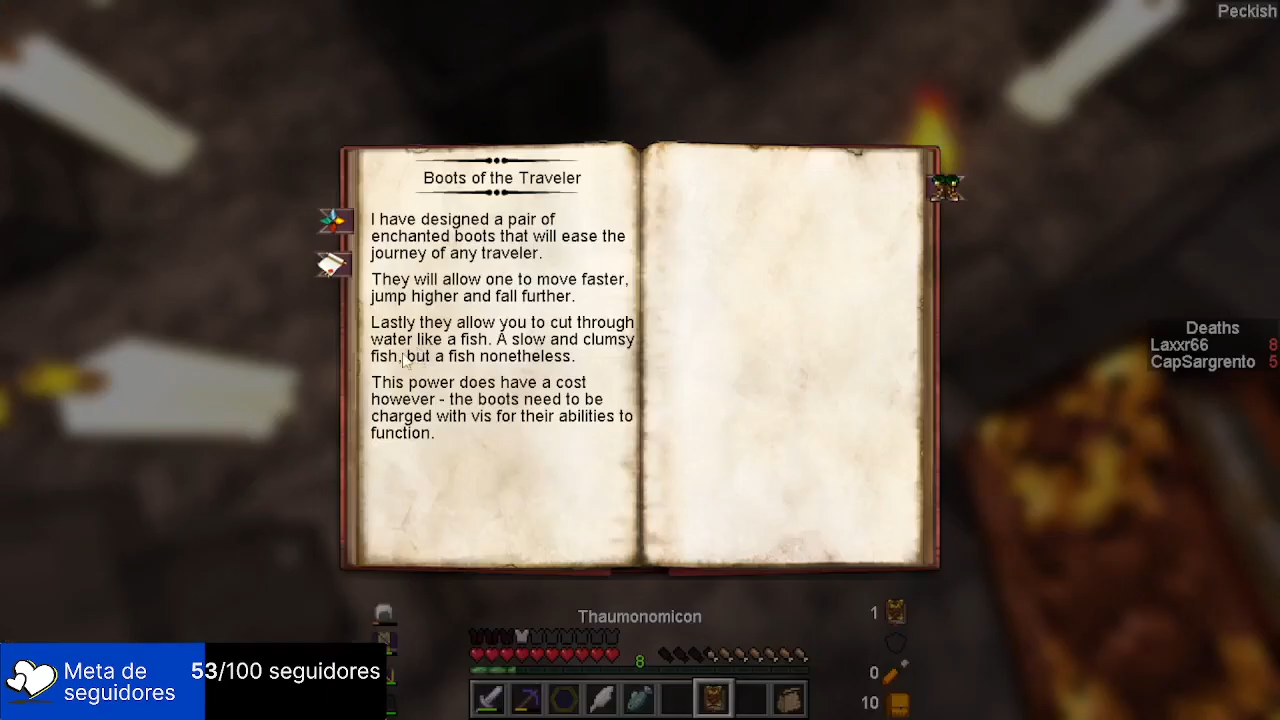 Peckish
Boots of the Traveler
I have designed a pair of
enchanted boots that will ease the
journey of any traveler.
They will allow one to move faster,
jump higher and fall further.
Lastly they allow you to cut through
water like a fish. A slow and clumsy
fish, but a fish nonetheless.
This power does have a cost
however - the boots need to be
charged with vis for their abilities to
function.
Deaths
Laxxr66 8
CapSargrento 5
Thaumonomicon
1
8
0
10
Meta de
seguidores
53/100 seguidores